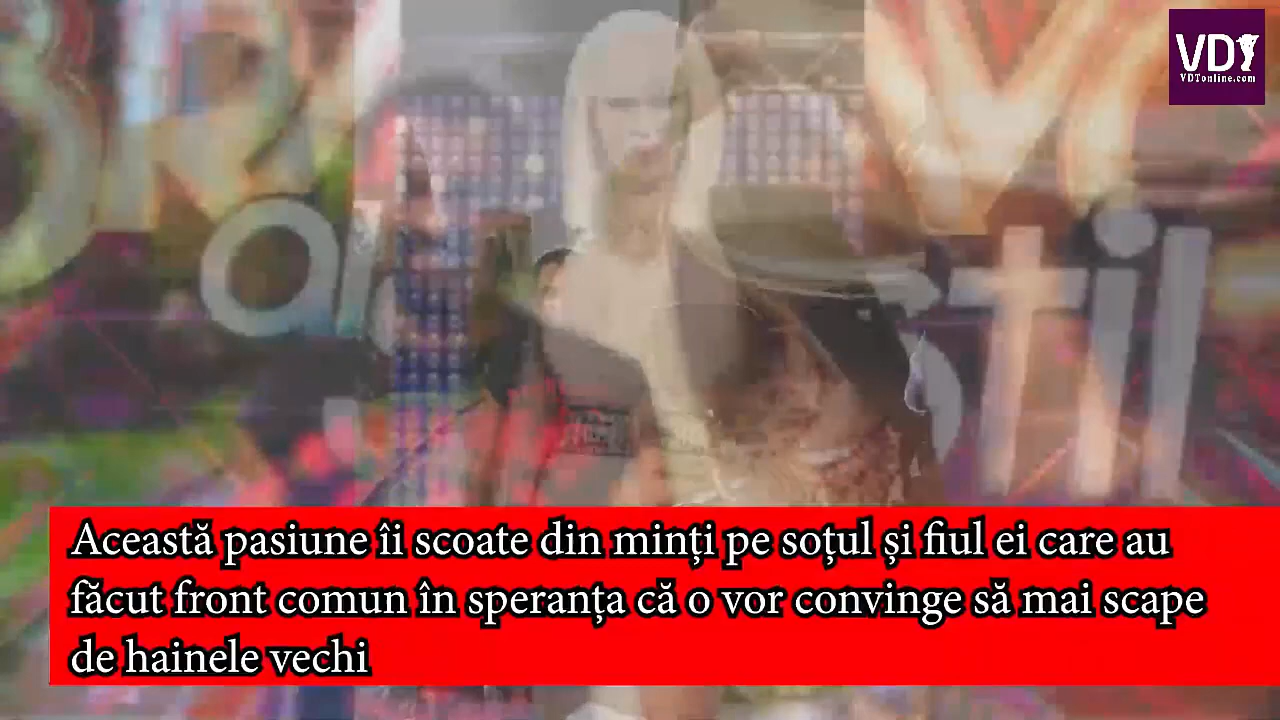 VD
VDTonline.com
Această pasiune îi scoate din minți pe soțul și fiul ei care au
făcut front comun în speranța că o vor convinge să mai scape
de hainele vechi